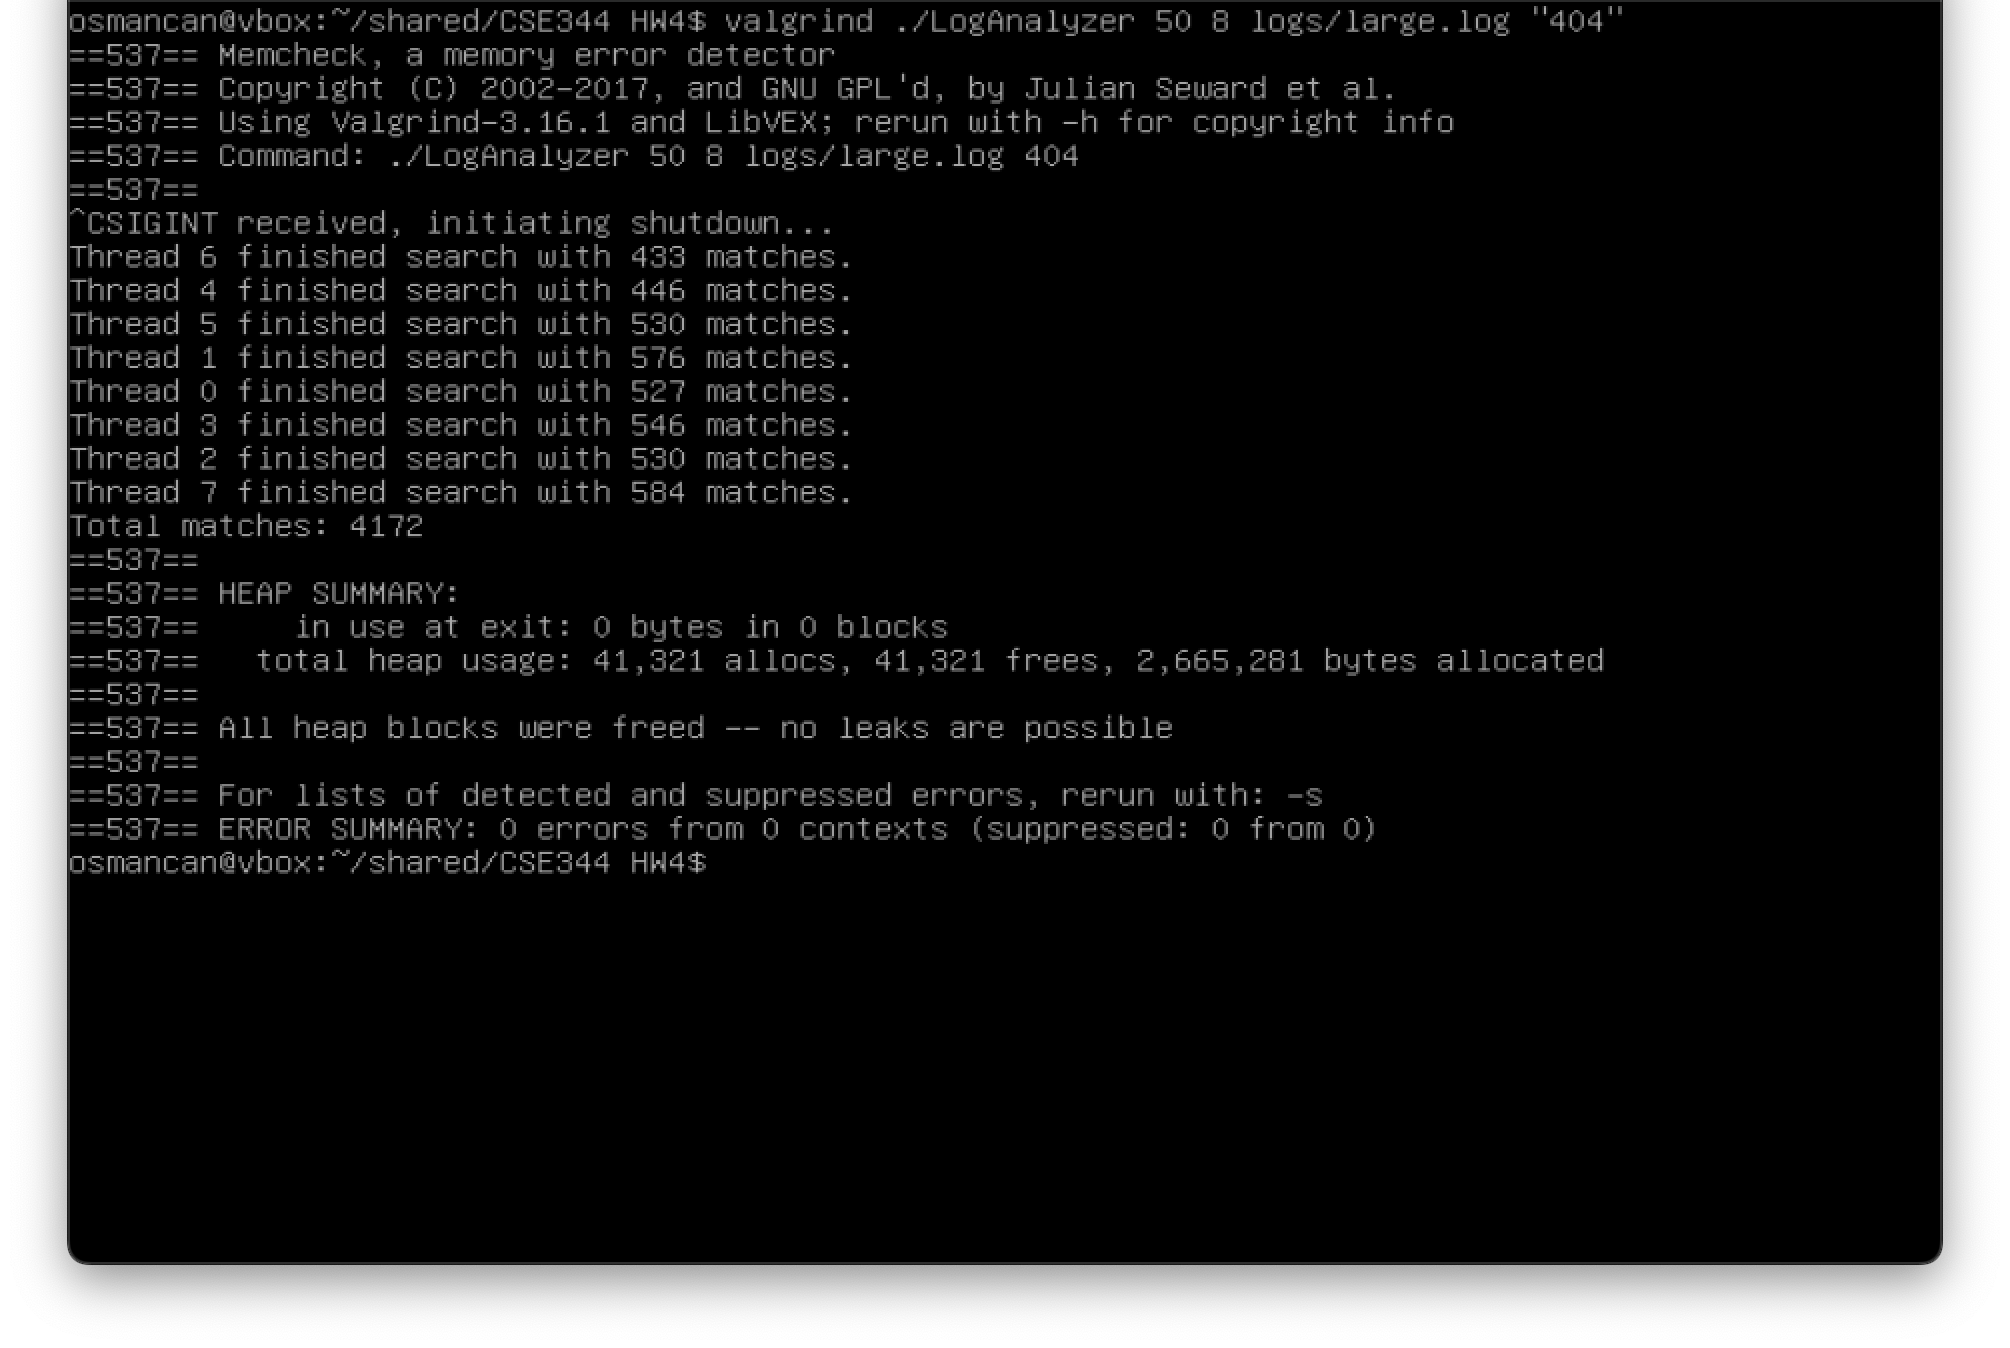 osmancan@vbox:~/shared/CSE344 HW4$ valgrind ./LogAnalyzer 50 8 logs/large.log "404"
==537== Memcheck, a memory error detector
==537== Copyright (C) 2002-2017, and GNU GPL'd, by Julian Seward et al.
==537== Using Valgrind-3.16.1 and LibVEX; rerun with -h for copyright info
==537== Command: ./LogAnalyzer 50 8 logs/large.log 404
==537==
^CSIGINT received, initiating shutdown...
Thread 6 finished search with 433 matches.
Thread 4 finished search with 446 matches.
Thread 5 finished search with 530 matches.
Thread 1 finished search with 576 matches.
Thread 0 finished search with 527 matches.
Thread 3 finished search with 546 matches.
Thread 2 finished search with 530 matches.
Thread 7 finished search with 584 matches.
Total matches: 4172
==537==
==537== HEAP SUMMARY:
==537==     in use at exit: 0 bytes in 0 blocks
==537==   total heap usage: 41,321 allocs, 41,321 frees, 2,665,281 bytes allocated
==537==
==537== All heap blocks were freed -- no leaks are possible
==537==
==537== For lists of detected and suppressed errors, rerun with: -s
==537== ERROR SUMMARY: 0 errors from 0 contexts (suppressed: 0 from 0)
osmancan@vbox:~/shared/CSE344 HW4$